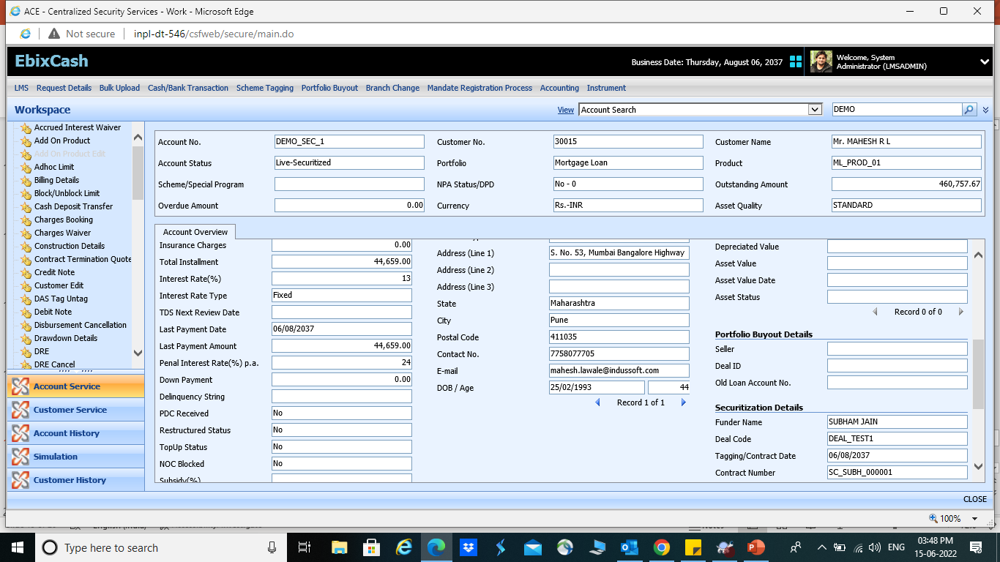 ACE - Centralized Security Services - Work - Microsoft Edge
Not secure inpl-dt-546/csfweb/secure/main.do
EbixCash
Business Date: Thursday, August 06, 2037
Welcome, System
Administrator (LMSADMIN)
LMS Request Details Bulk Upload Cash/Bank Transaction Scheme Tagging Portfolio Buyout Branch Change Mandate Registration Process Accounting Instrument
Workspace
View Account Search DEMO
Accrued Interest Waiver
Add On Product
Add On Product Edit
Adhoc Limit
Billing Details
Block/Unblock Limit
Cash Deposit Transfer
Charges Booking
Charges Waiver
Construction Details
Contract Termination Quote
Credit Note
Customer Edit
DAS Tag Untag
Debit Note
Disbursement Cancellation
Drawdown Details
DRE
DRE Cancel
Account Service
Customer Service
Account History
Simulation
Customer History
Account No. DEMO_SEC_1 Customer No. 30015 Customer Name Mr. MAHESH R L
Account Status Live-Securitized Portfolio Mortgage Loan Product ML_PROD_01
Scheme/Special Program NPA Status/DPD No - 0 Outstanding Amount 460,757.67
Overdue Amount 0.00 Currency Rs.-INR Asset Quality STANDARD
Account Overview
Insurance Charges 0.00
Total Installment 44,659.00
Interest Rate(%) 13
Interest Rate Type Fixed
TDS Next Review Date
Last Payment Date 06/08/2037
Last Payment Amount 44,659.00
Penal Interest Rate(%) p.a. 24
Down Payment 0.00
Delinquency String
PDC Received No
Restructured Status No
TopUp Status No
NOC Blocked No
Subsidy(%)
Address (Line 1) S. No. 53, Mumbai Bangalore Highway
Address (Line 2)
Address (Line 3)
State Maharashtra
City Pune
Postal Code 411035
Contact No. 7758077705
E-mail mahesh.lawale@indussoft.com
DOB / Age 25/02/1993 44
Record 1 of 1
Depreciated Value
Asset Value
Asset Value Date
Asset Status
Record 0 of 0
Portfolio Buyout Details
Seller
Deal ID
Old Loan Account No.
Securitization Details
Funder Name SUBHAM JAIN
Deal Code DEAL_TEST1
Tagging/Contract Date 06/08/2037
Contract Number SC_SUBH_000001
CLOSE
100%
Type here to search
ENG
03:48 PM
15-06-2022